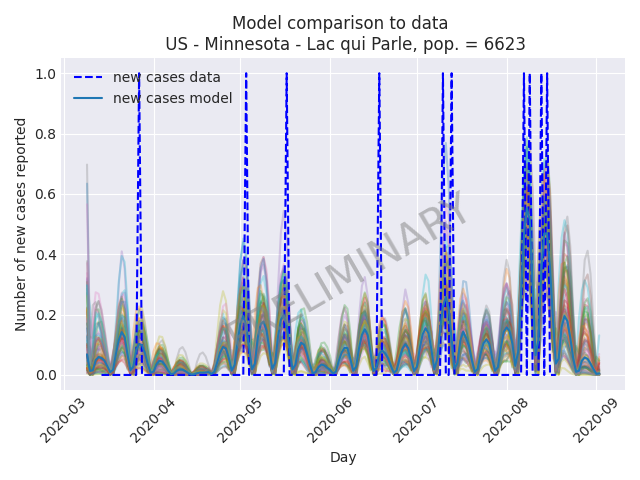 Model comparison to data
US - Minnesota - Lac qui Parle, pop. = 6623
new cases data
new cases model
PRELIMINARY
Number of new cases reported
1.0
0.8
0.6
0.4
0.2
0.0
2020-03
2020-04
2020-05
2020-06
2020-07
2020-08
2020-09
Day